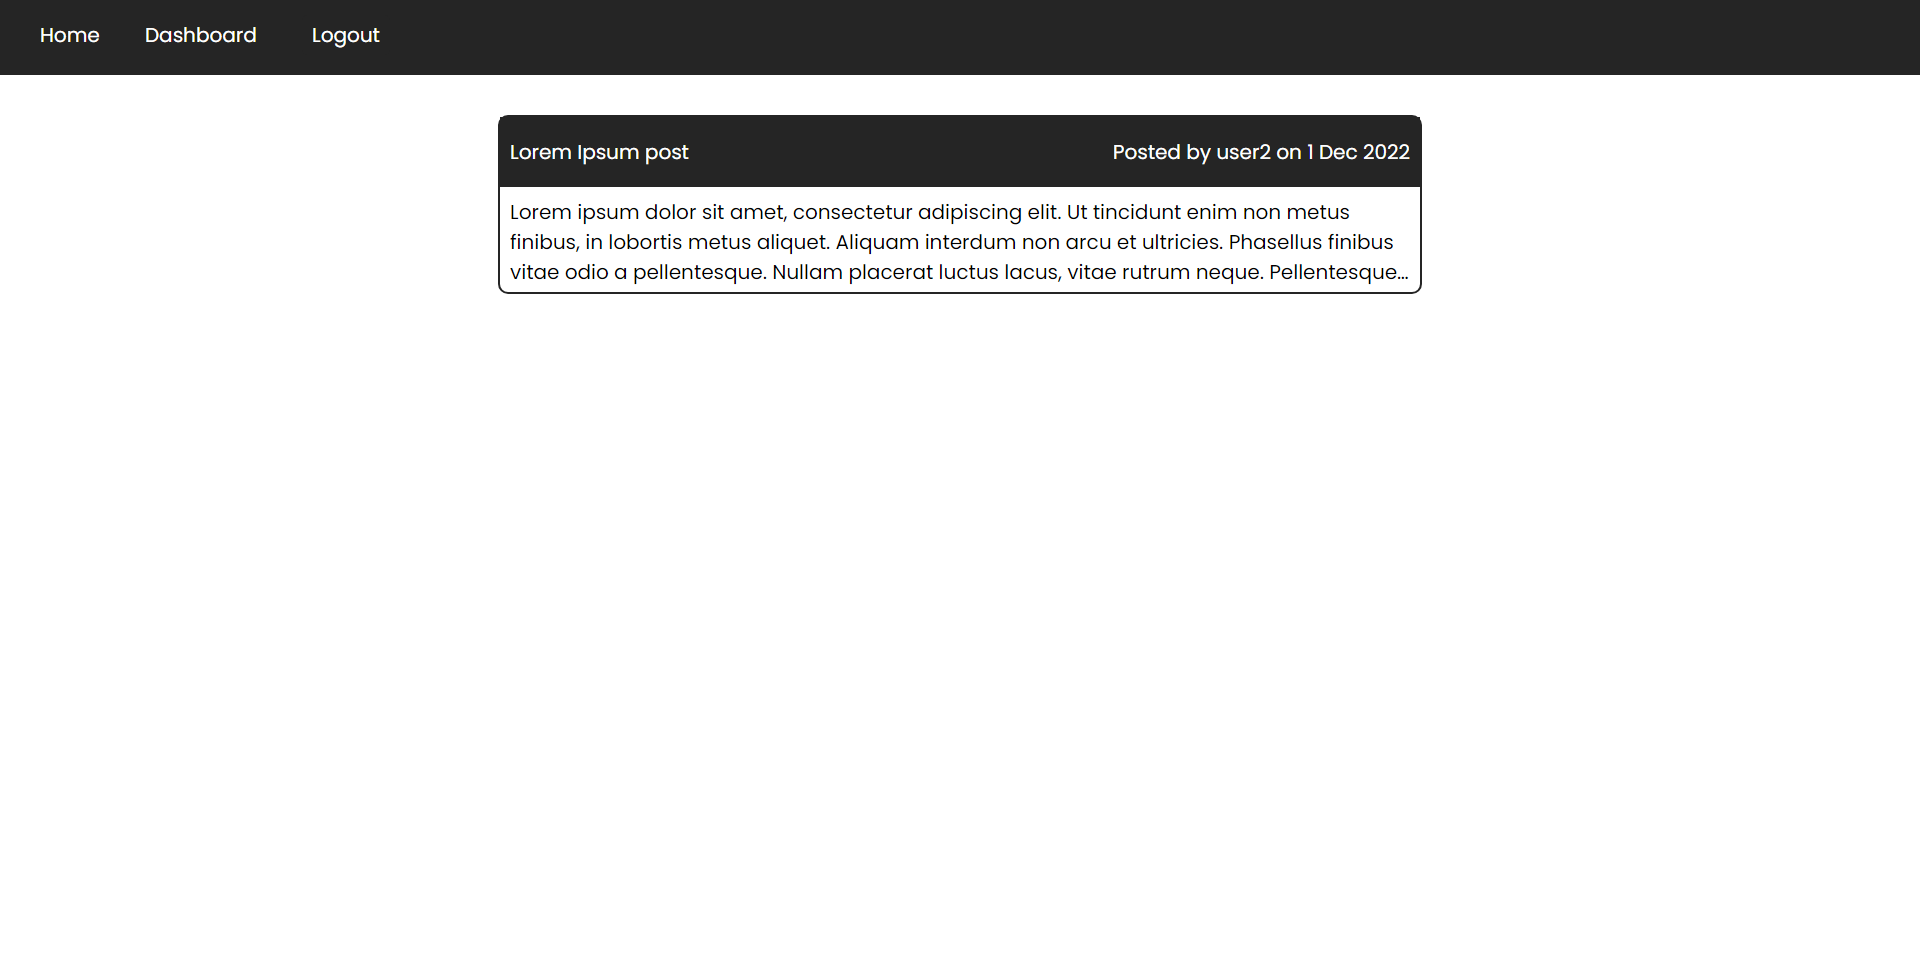 Home Dashboard Logout
Lorem Ipsum post Posted by user2 on 1 Dec 2022
Lorem ipsum dolor sit amet, consectetur adipiscing elit. Ut tincidunt enim non metus
finibus, in lobortis metus aliquet. Aliquam interdum non arcu et ultricies. Phasellus finibus
vitae odio a pellentesque. Nullam placerat luctus lacus, vitae rutrum neque. Pellentesque...